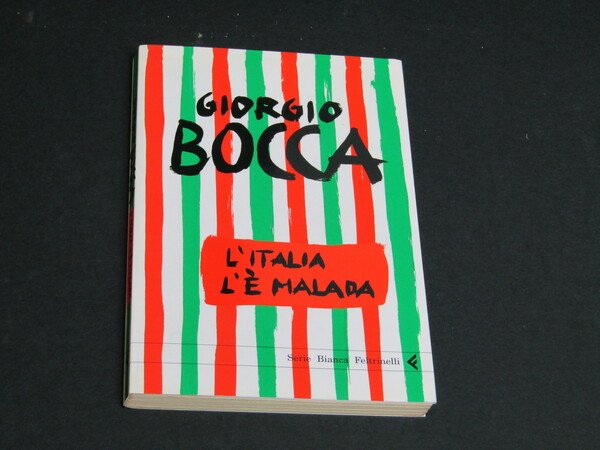 GIORGIO
BOCCA
L'ITALIA
L'È MALADA
Serie Bianca Feltrinelli